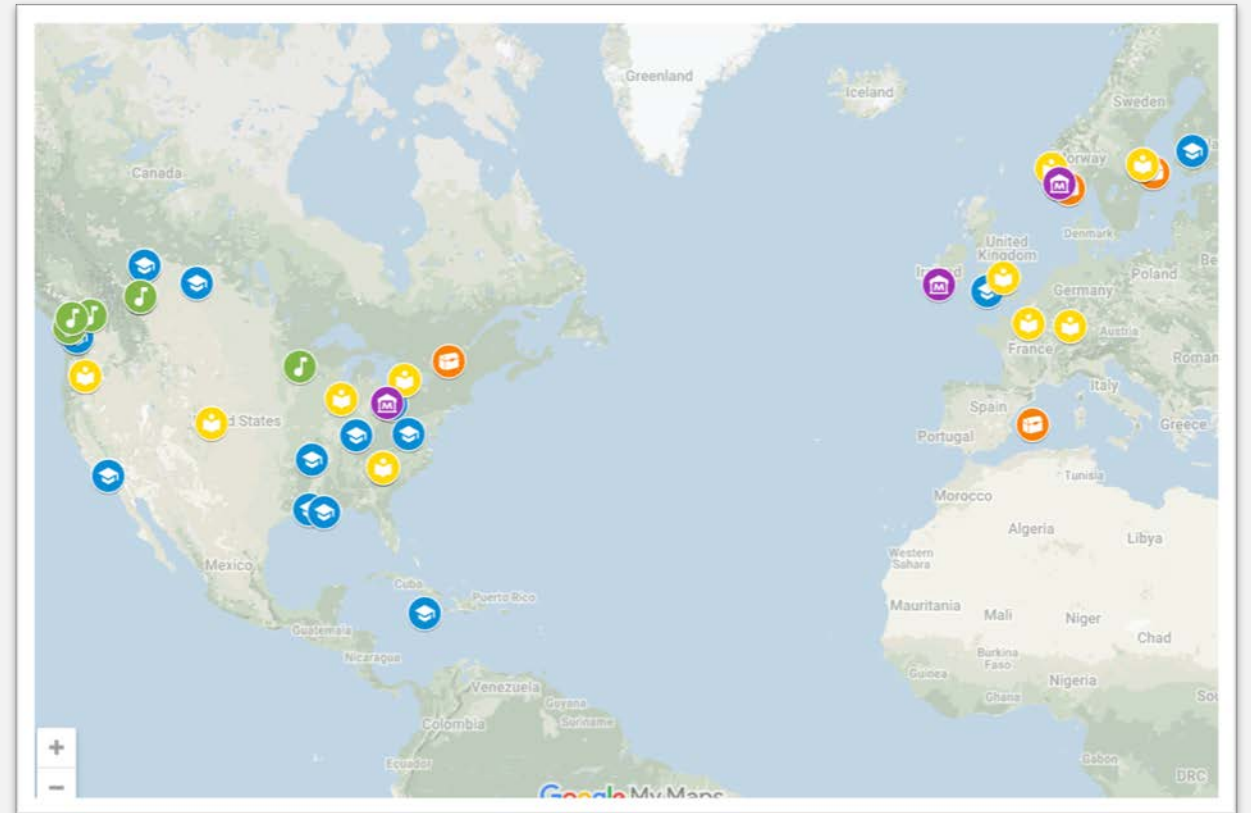 Greenland
Iceland
Sweden
Canada
Norway
Denmark
United
Kingdom
Ireland
Poland
Germany
Austria
France
Roman
Italy
Spain
Greece
Portugal
States
Tunisia
Morocco
Algeria
Libya
Western
Sahara
Mexico
Cuba
Puerto Rico
Mauritania
Mali
Niger
Chad
Guatemala
Nicaragua
Burkina
Faso
Guinea
Nigeria
Venezuela
Guyana
Suriname
Ghana
Colombia
Ecuador
Gabon
DRC
Google My Maps